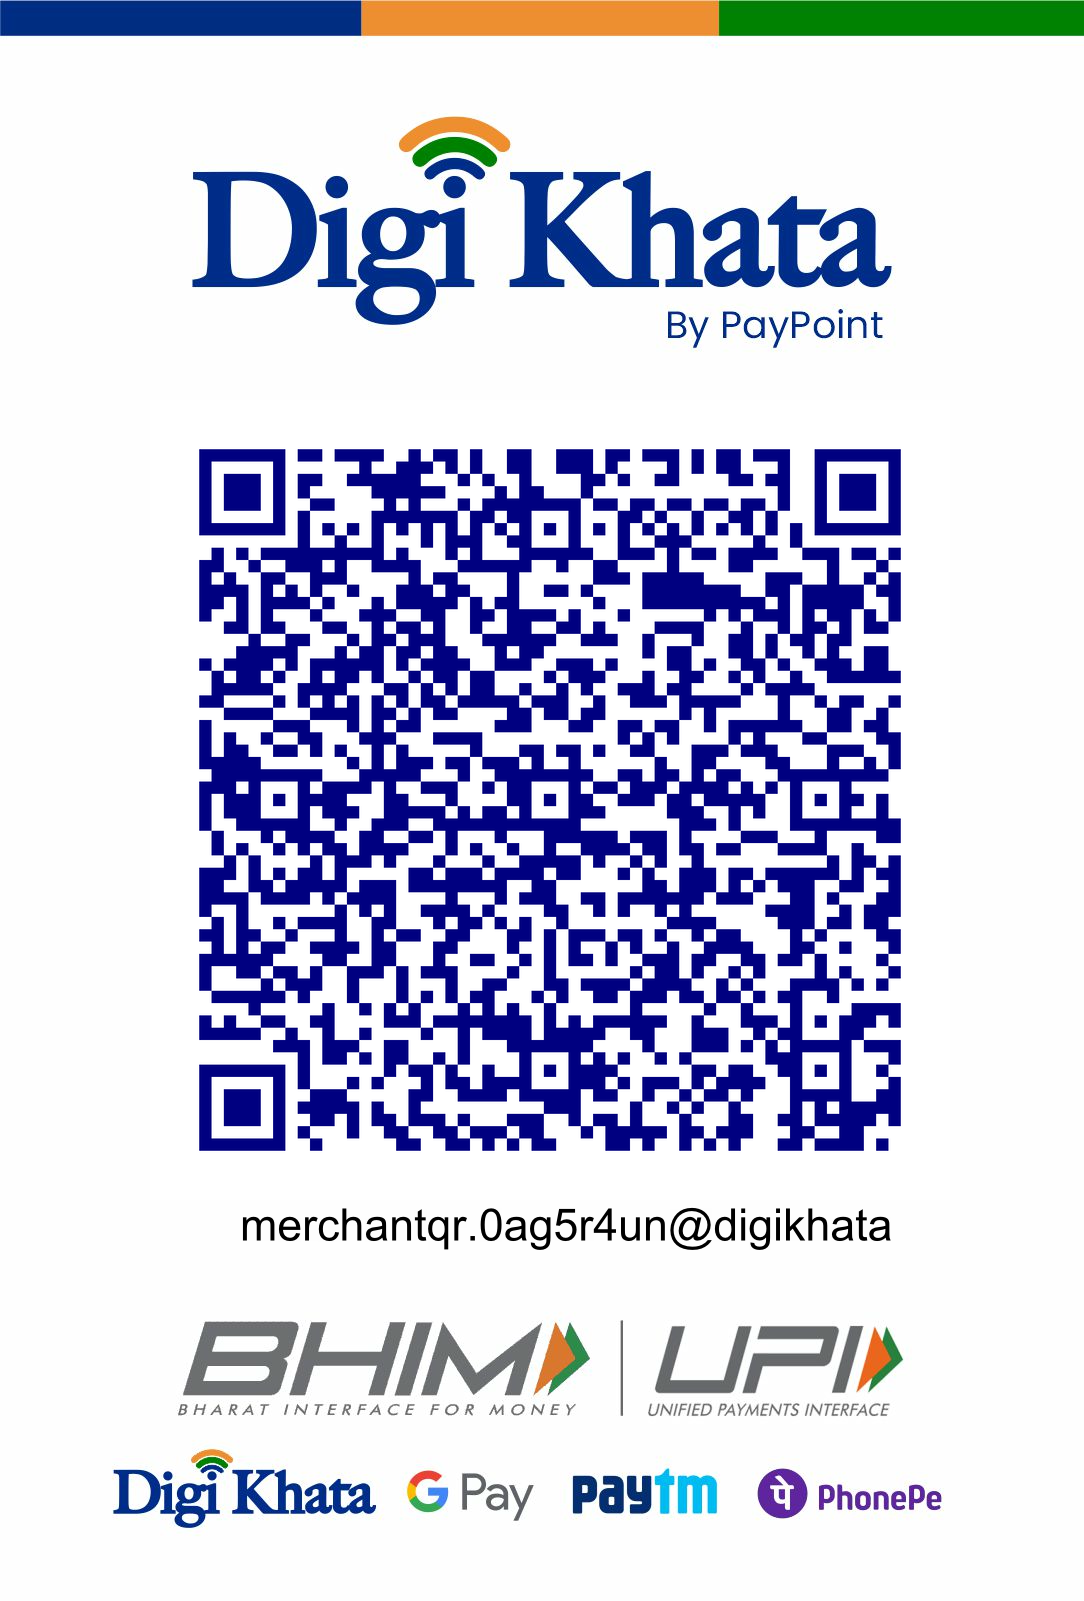 Digi Khata
By PayPoint
merchantqr.0ag5r4un@digikhata
BHIM UPI
BHARAT INTERFACE FOR MONEY UNIFIED PAYMENTS INTERFACE
Digi Khata G Pay paytm पे PhonePe